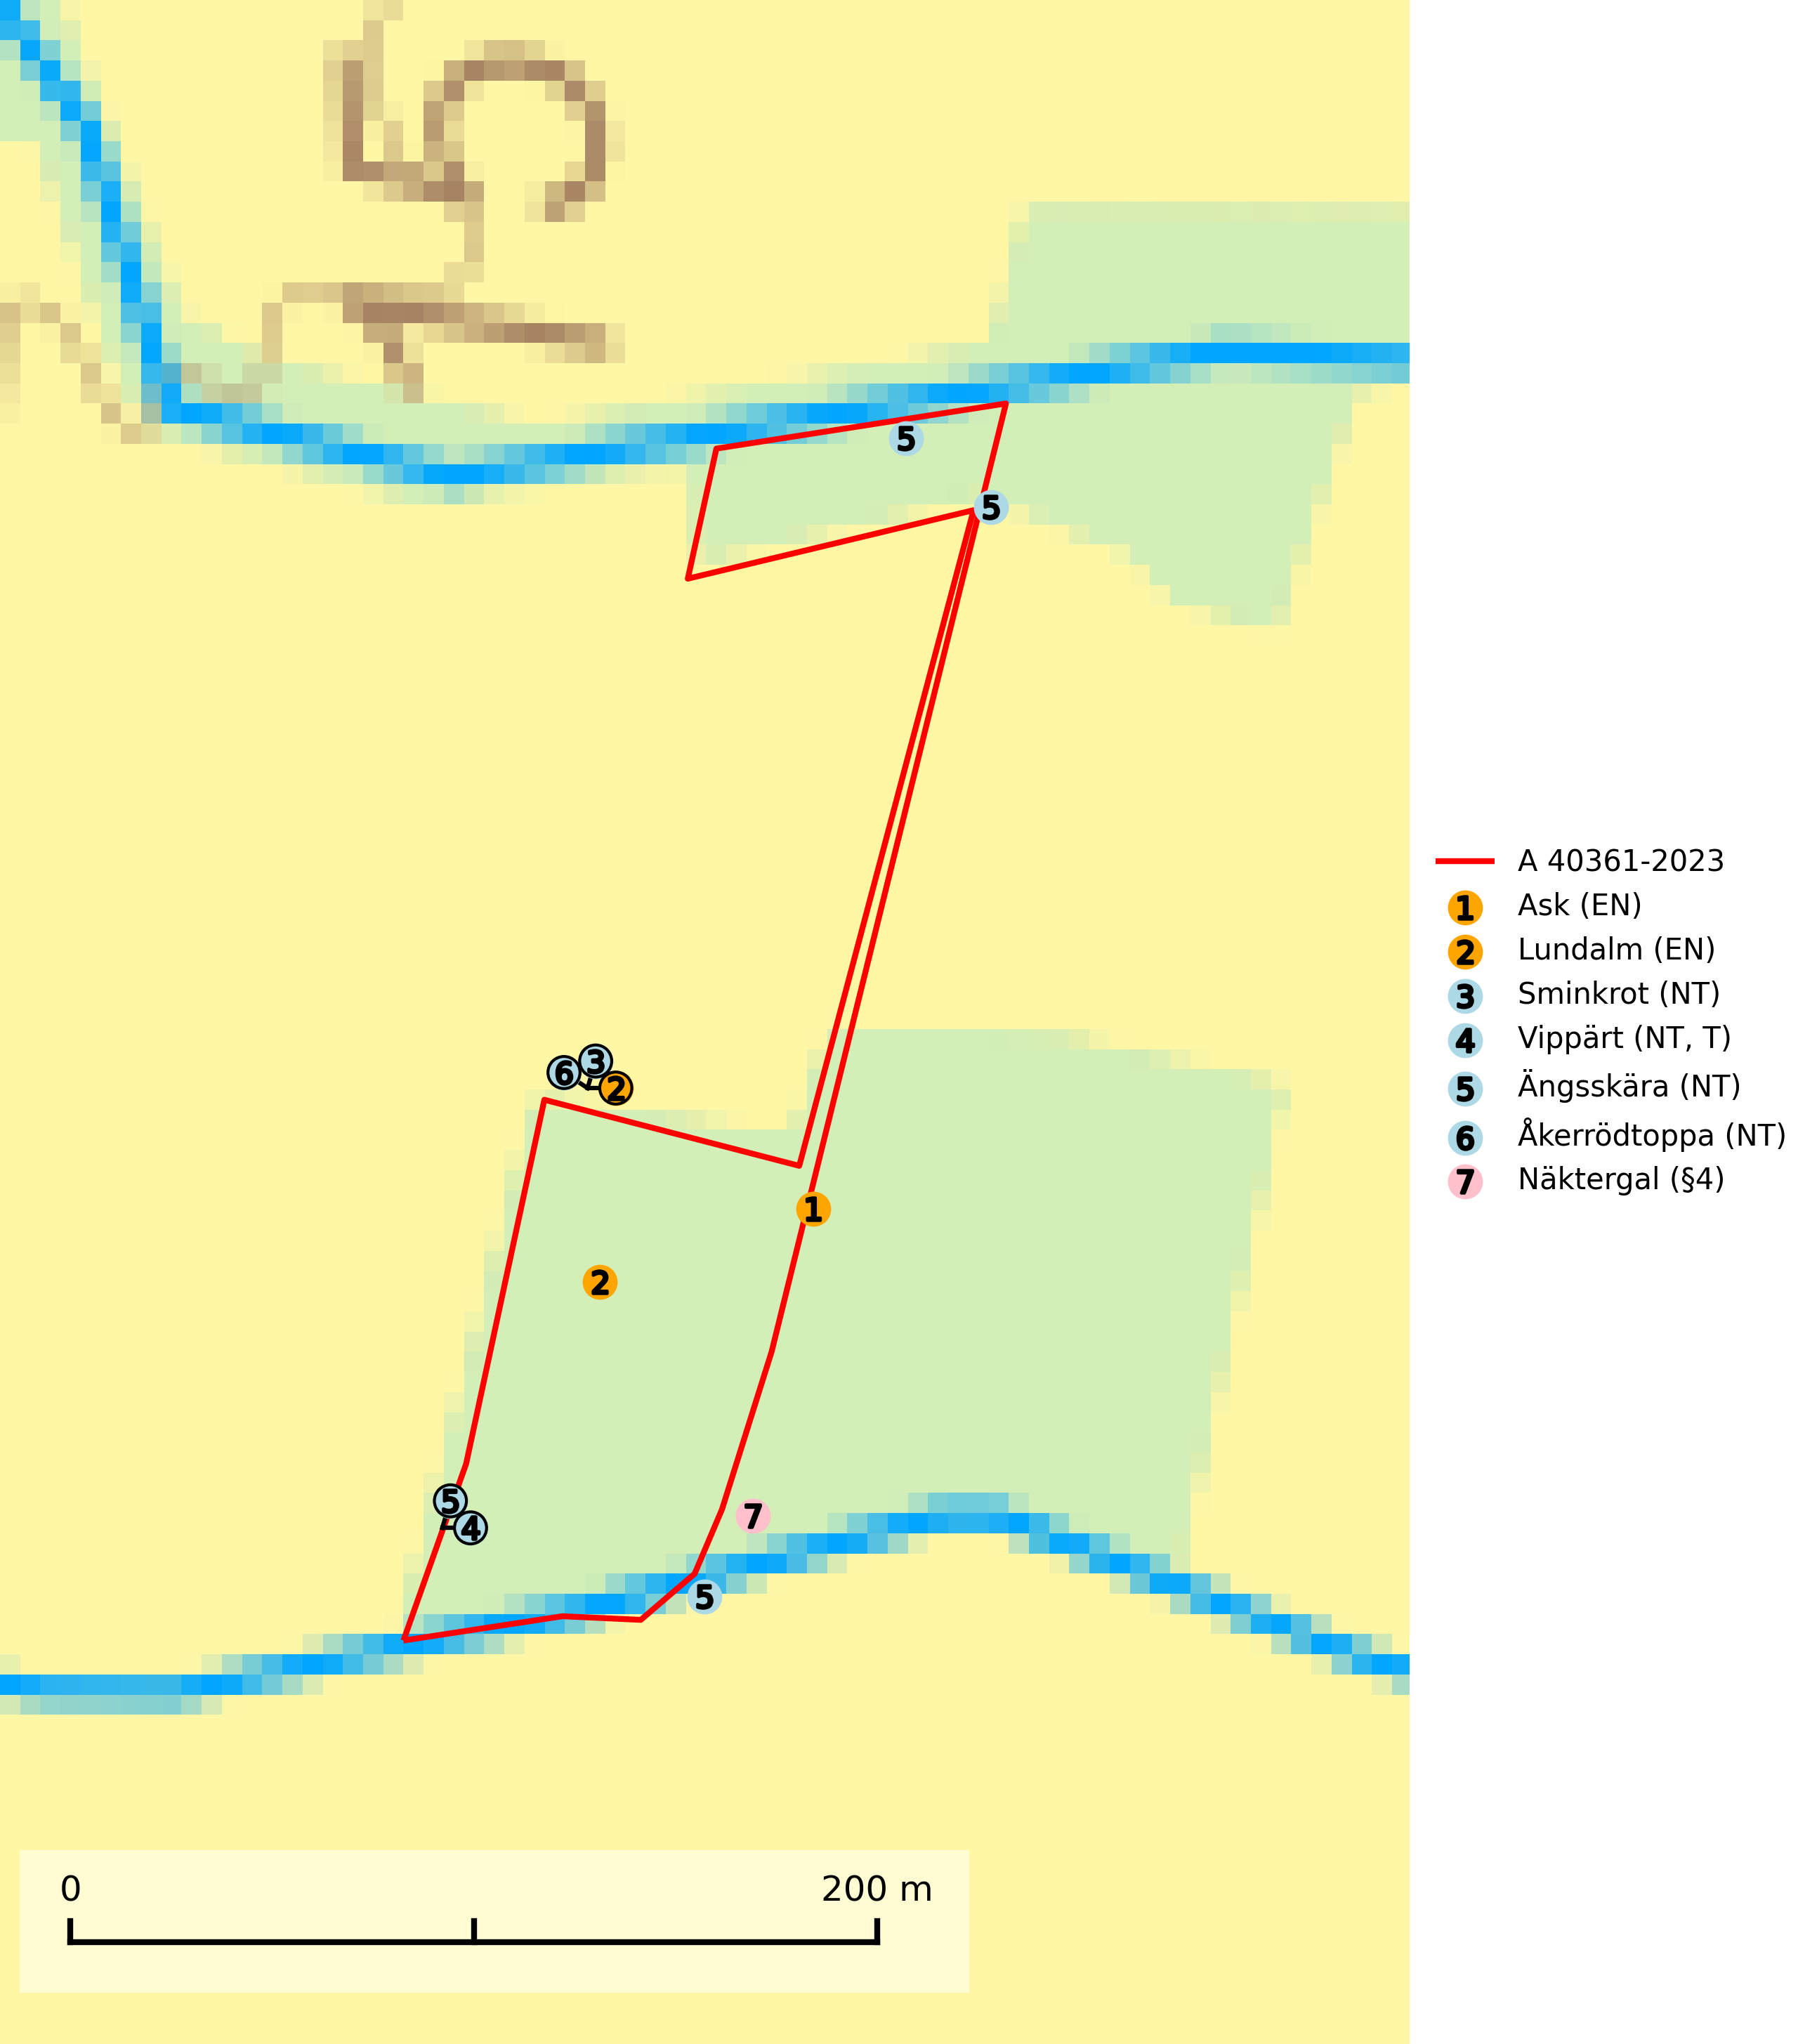 5
5
3
6
2
1
2
5
4
7
5
0 200 m
A 40361-2023
1 Ask (EN)
2 Lundalm (EN)
3 Sminkrot (NT)
4 Vippärt (NT, T)
5 Ängsskära (NT)
6 Åkerrödtoppa (NT)
7 Näktergal (§4)